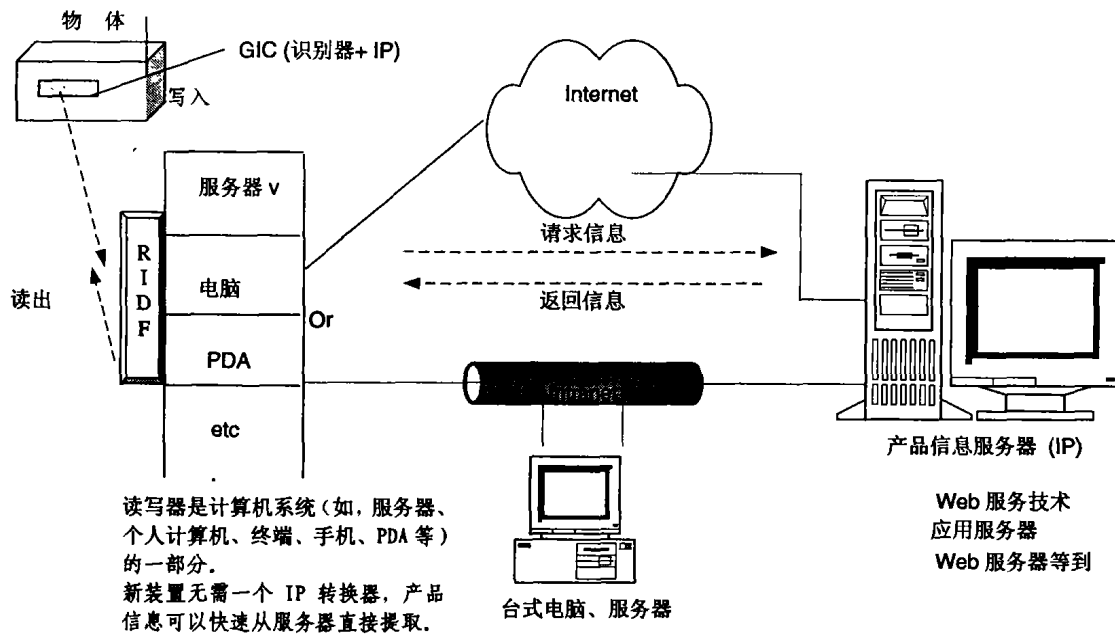 物 体
GIC (识别器+ IP)
写入
Internet
服务器 v
请求信息
RIDF
电脑
读出
返回信息
Or
PDA
etc
产品信息服务器 (IP)
读写器是计算机系统(如,服务器、
个人计算机、终端、手机、PDA 等)
的一部分.
新装置无需一个 IP 转换器,产品
信息可以快速从服务器直接提取.
台式电脑、服务器
Web 服务技术
应用服务器
Web 服务器等到